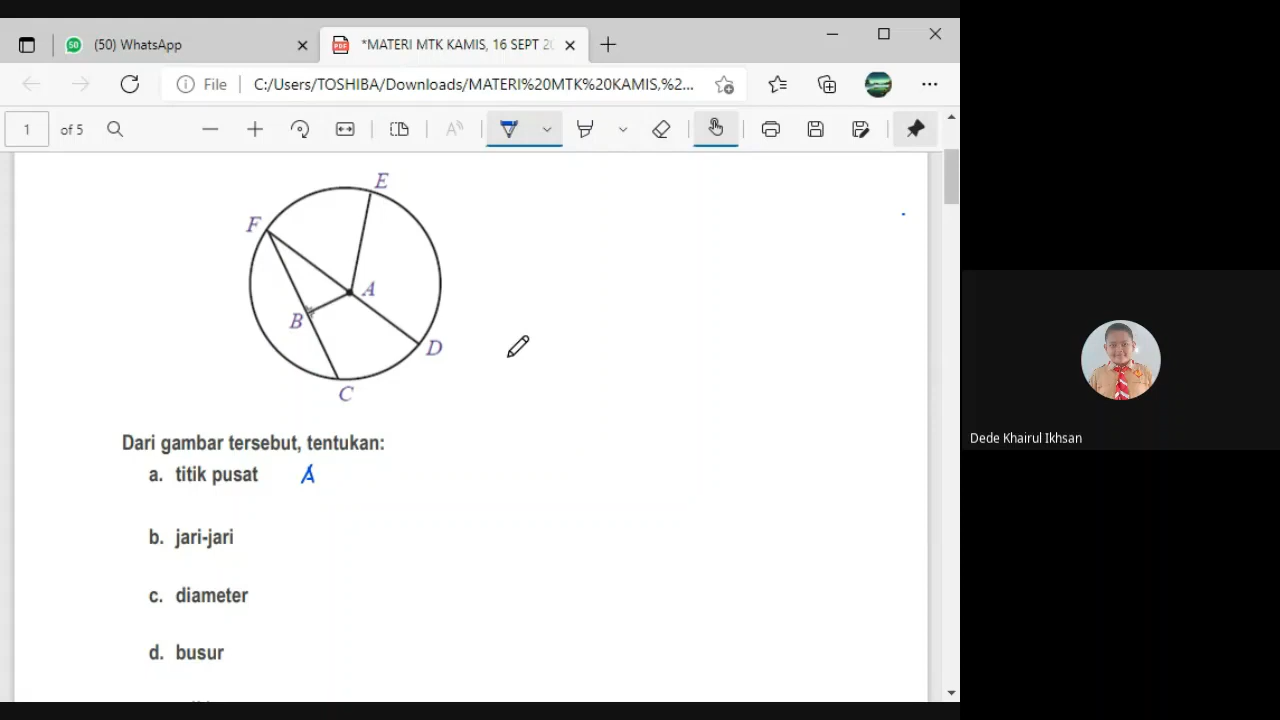 (50) WhatsApp
*MATERI MTK KAMIS, 16 SEPT 20
File C:/Users/TOSHIBA/Downloads/MATERI%20MTK%20KAMIS,%2...
1 of 5
E
F
A
B
D
C
Dari gambar tersebut, tentukan:
a. titik pusat A
b. jari-jari
c. diameter
d. busur
Dede Khairul Ikhsan